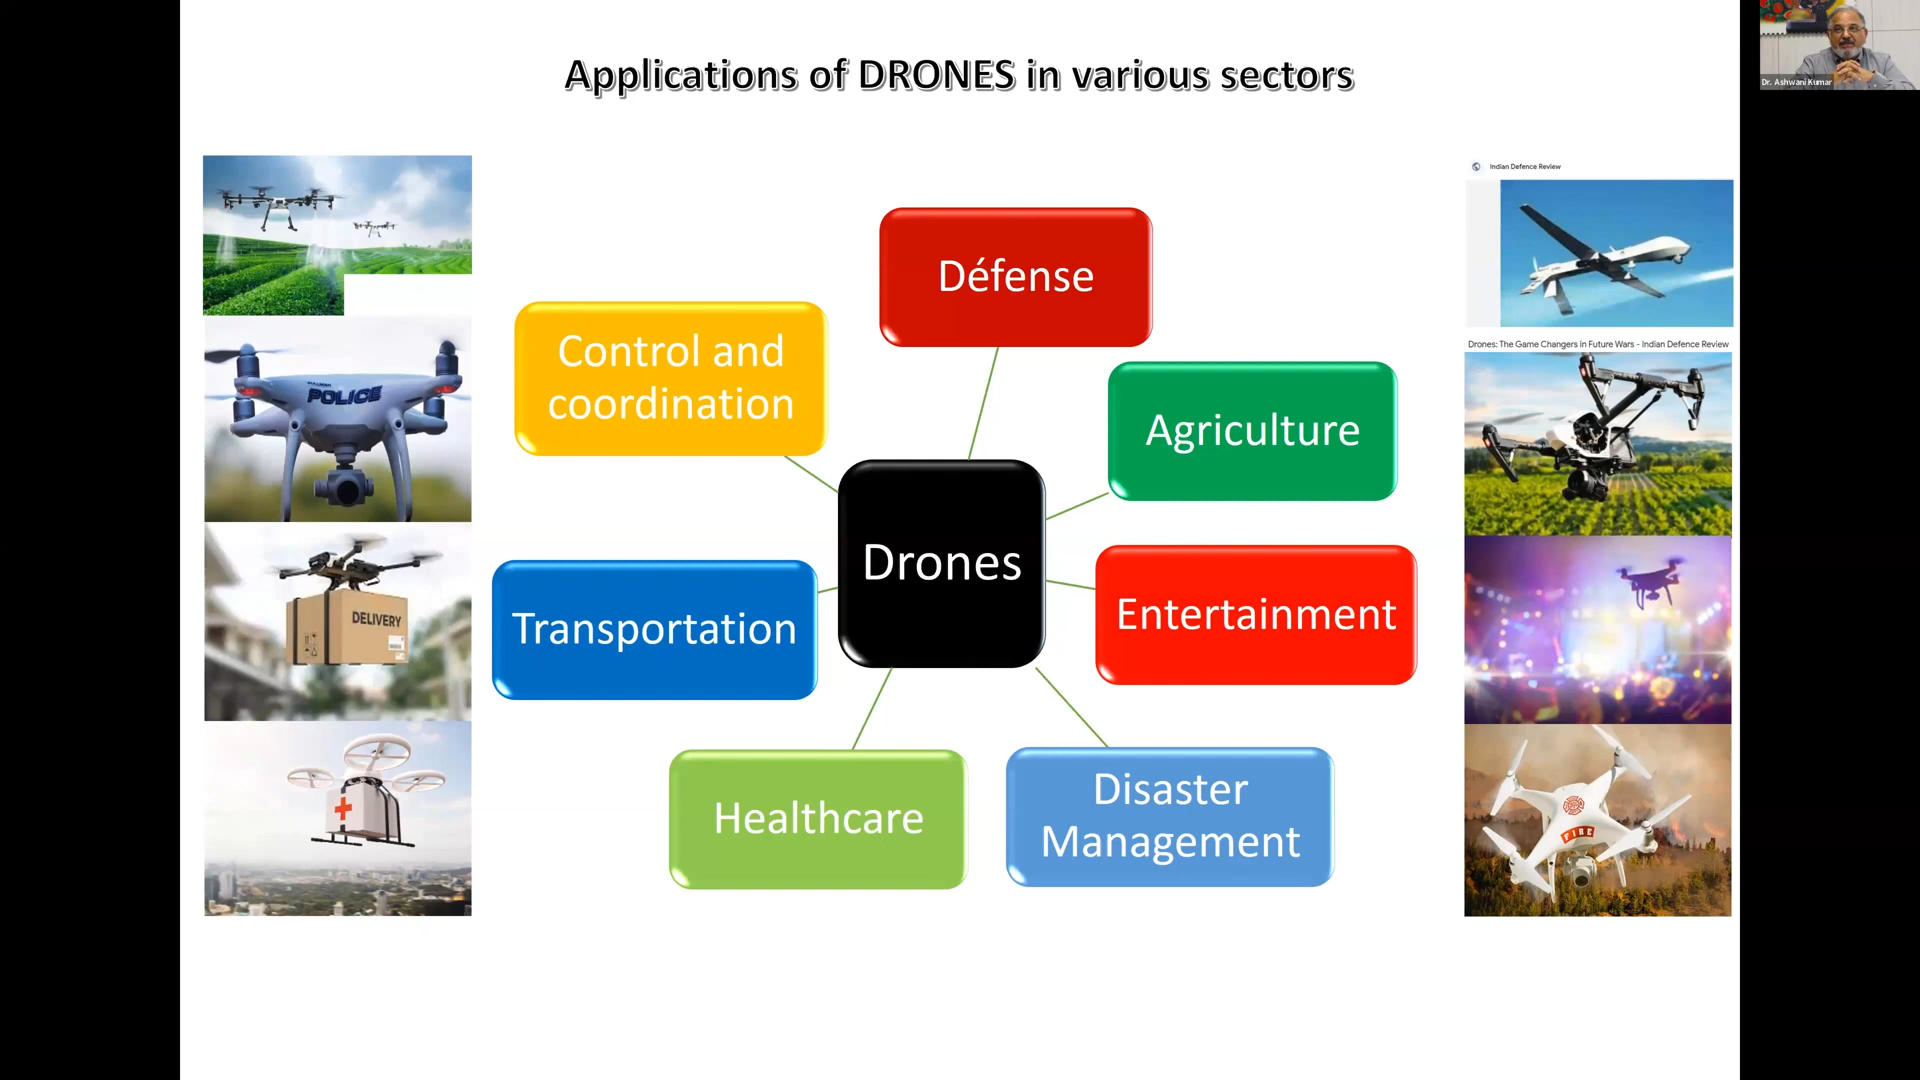 Applications of DRONES in various sectors
Dr. Ashwani Kumar
Indian Defence Review
Drones: The Game Changers in Future Wars - Indian Defence Review
Défense
Control and
coordination
Agriculture
Drones
Entertainment
Transportation
Healthcare
Disaster
Management
POLICE
DELIVERY
FIRE